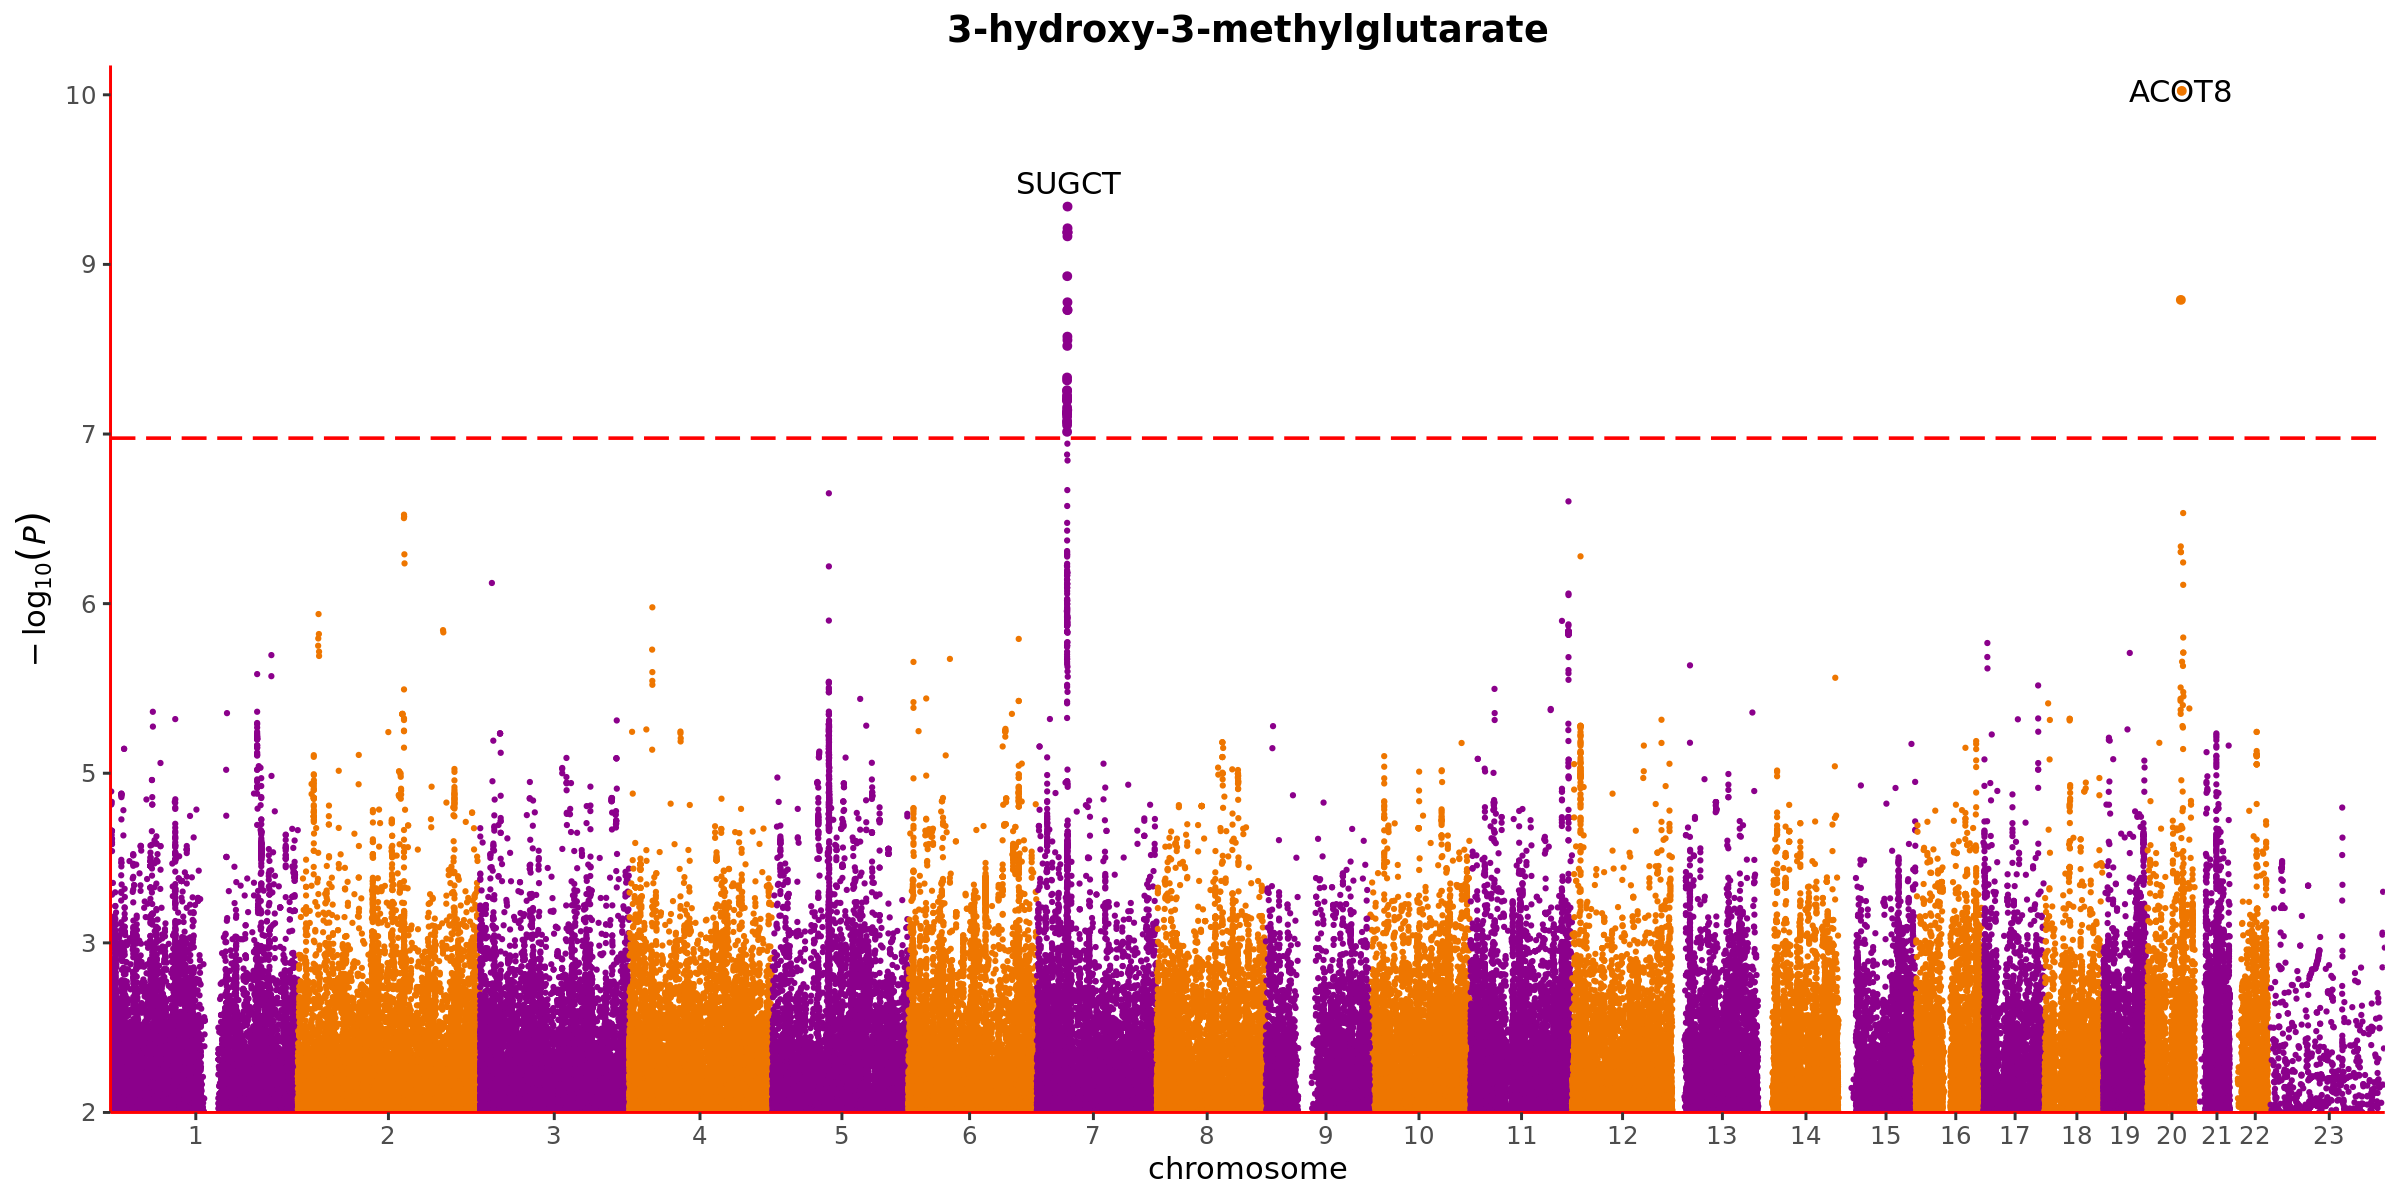 3-hydroxy-3-methylglutarate
10
ACOT8
SUGCT
9
7
6
5
3
2
− log10(P)
1 2 3 4 5 6 7 8 9 10 11 12 13 14 15 16 17 18 19 20 21 22 23
chromosome